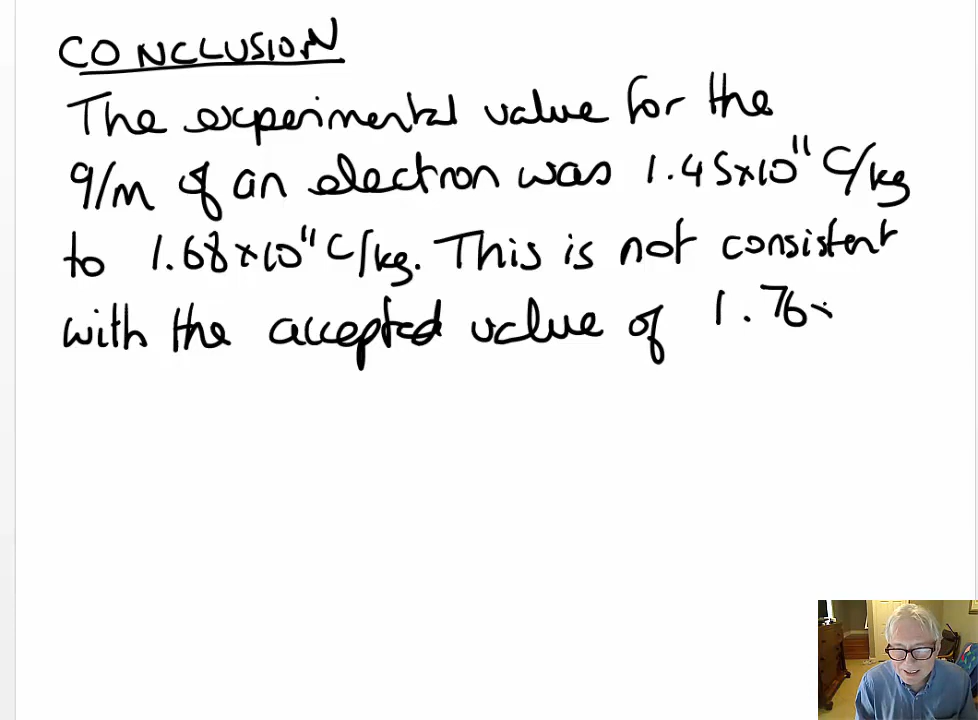 CONCLUSION
The experimental value for the
q/m of an electron was 1.45×10¹¹ C/kg
to 1.68×10¹¹ C/kg. This is not consistent
with the accepted value of 1.76×